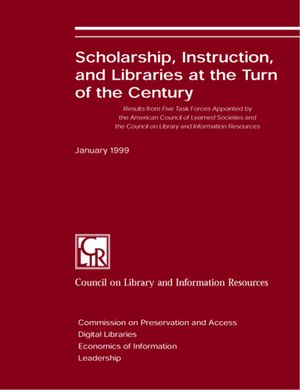 Scholarship, Instruction,
and Libraries at the Turn
of the Century
Results from Five Task Forces Appointed by
the American Council of Learned Societies and
the Council on Library and Information Resources
January 1999
CLIR
Council on Library and Information Resources
Commission on Preservation and Access
Digital Libraries
Economics of Information
Leadership